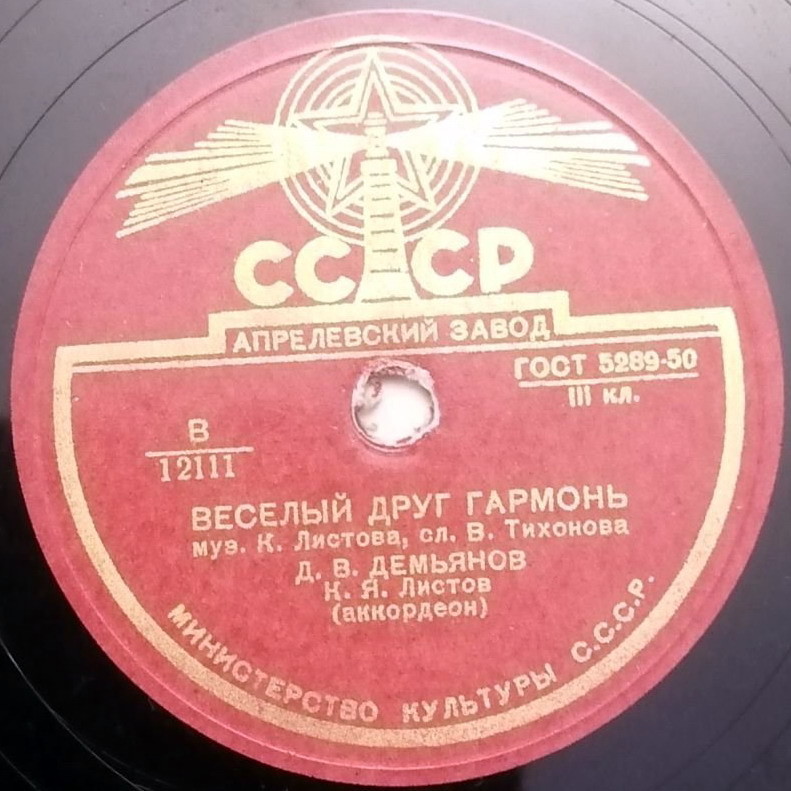 СССР
АПРЕЛЕВСКИЙ ЗАВОД
ГОСТ 5289-50
III кл.
В
12111
ВЕСЕЛЫЙ ДРУГ ГАРМОНЬ
муз. К. Листова, сл. В. Тихонова
Д. В. ДЕМЬЯНОВ
К. Я. Листов
(аккордеон)
МИНИСТЕРСТВО КУЛЬТУРЫ С.С.С.Р.